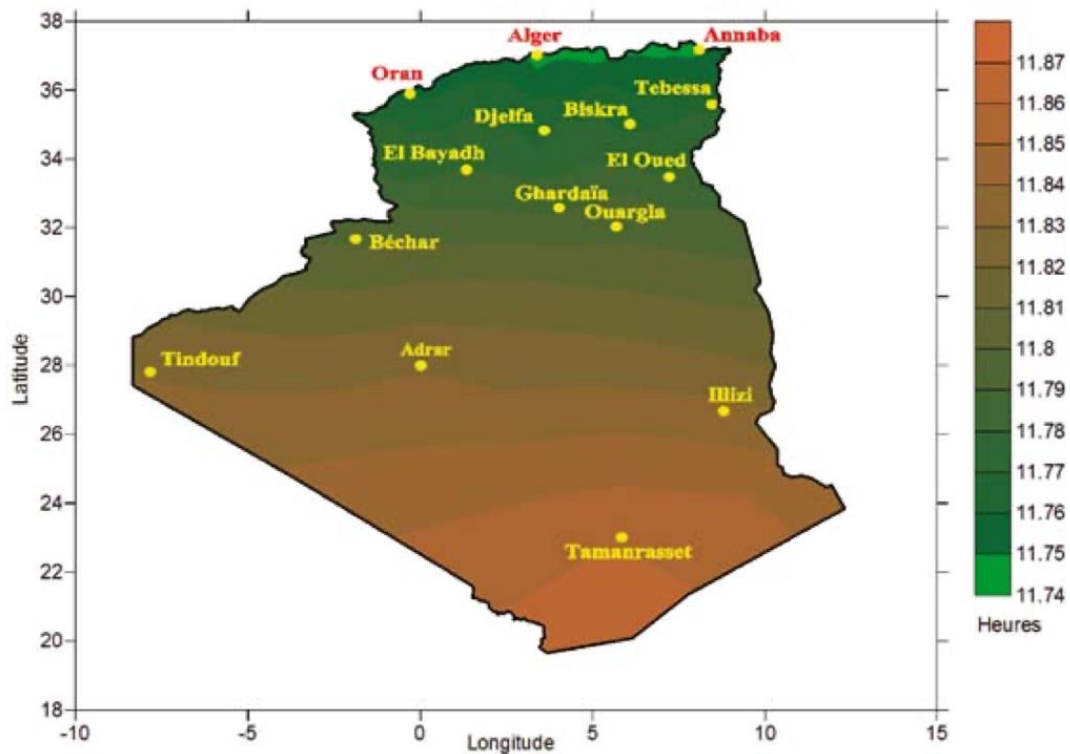 38
36
34
32
30
28
26
24
22
20
18
Latitude
-10
-5
0
5
10
15
Longitude
Alger
Annaba
Oran
Tebessa
Djelfa
Biskra
El Bayadh
El Oued
Ghardaïa
Ouargla
Béchar
Tindouf
Adrar
Illizi
Tamanrasset
11.87
11.86
11.85
11.84
11.83
11.82
11.81
11.8
11.79
11.78
11.77
11.76
11.75
11.74
Heures